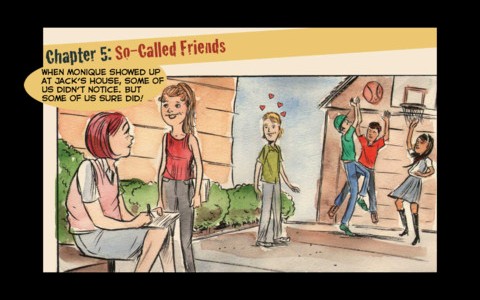 Chapter 5: So-Called Friends
WHEN MONIQUE SHOWED UP
AT JACK'S HOUSE, SOME OF
US DIDN'T NOTICE. BUT
SOME OF US SURE DID!